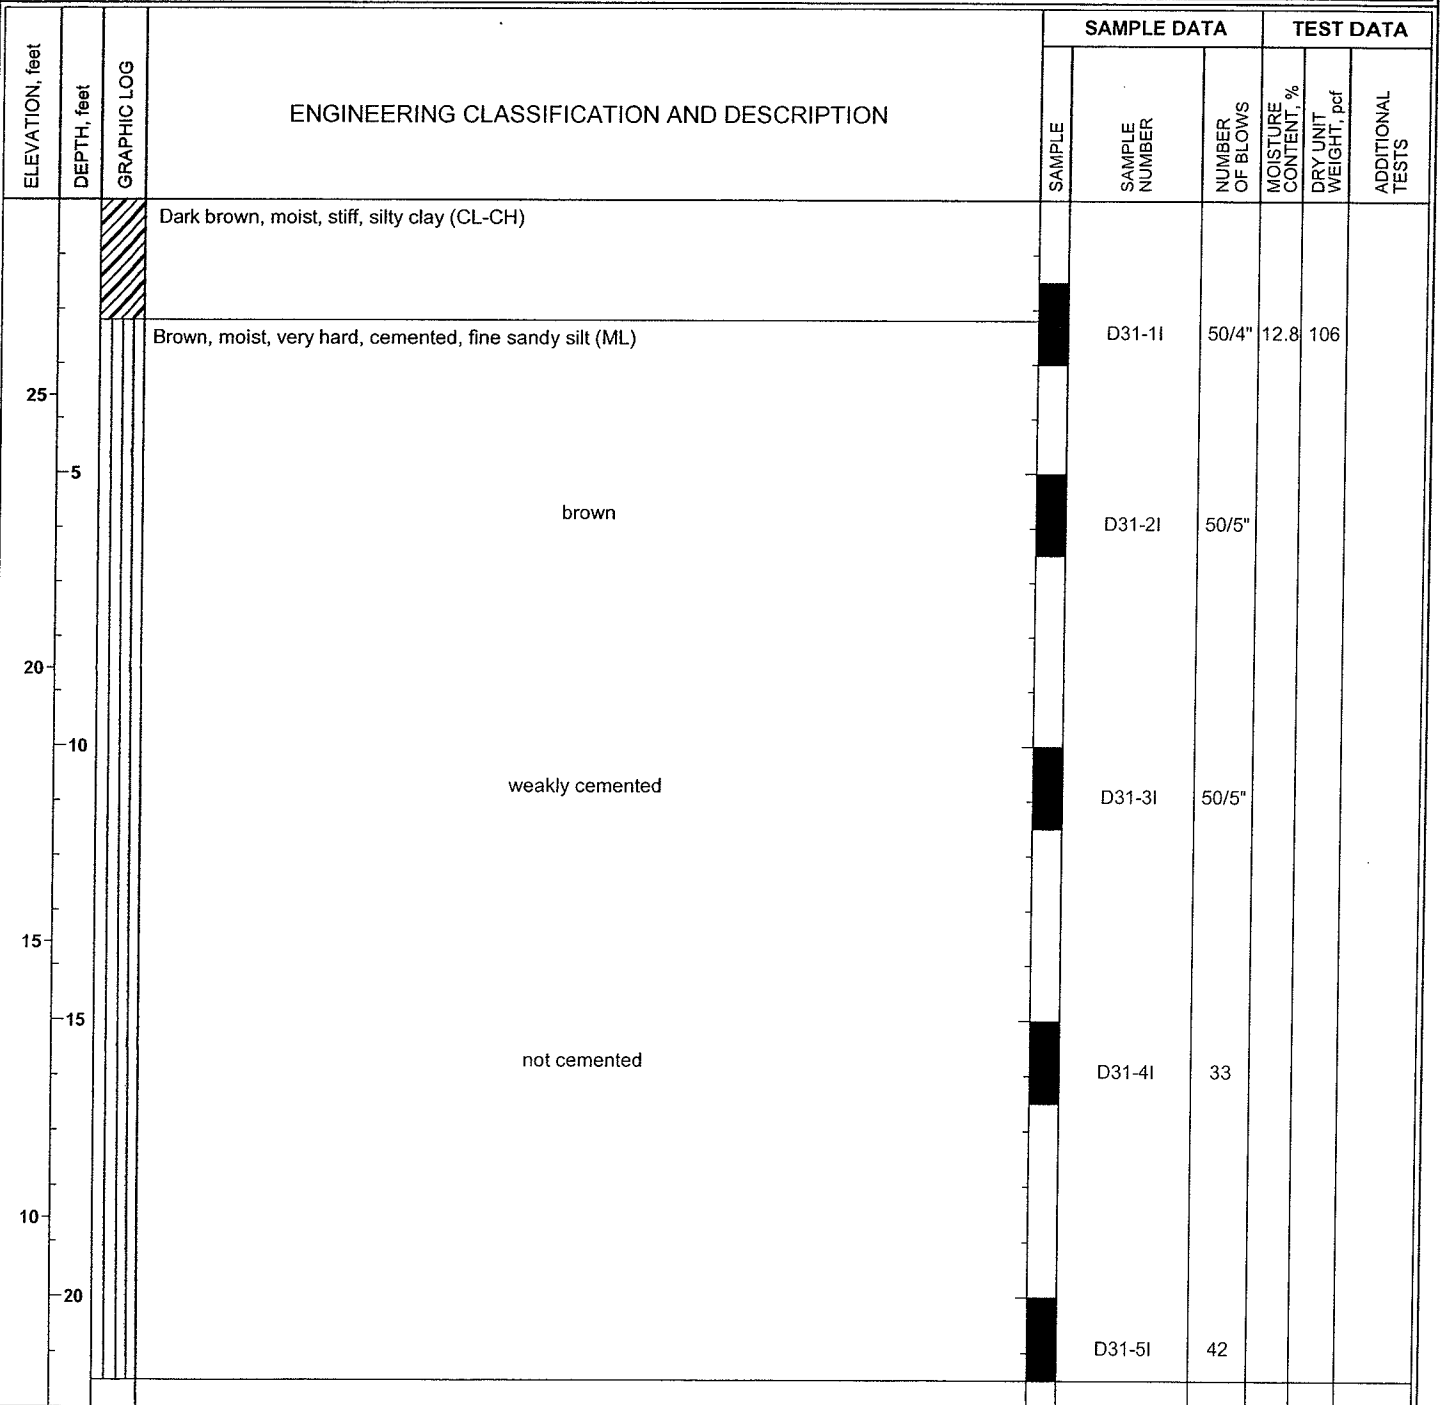 SAMPLE DATA
TEST DATA
ELEVATION, feet
DEPTH, feet
GRAPHIC LOG
ENGINEERING CLASSIFICATION AND DESCRIPTION
SAMPLE
SAMPLE
NUMBER
NUMBER
OF BLOWS
MOISTURE
CONTENT, %
DRY UNIT
WEIGHT, pcf
ADDITIONAL
TESTS
Dark brown, moist, stiff, silty clay (CL-CH)
Brown, moist, very hard, cemented, fine sandy silt (ML)
D31-1I 50/4" 12.8 106
25
5
brown
D31-2I 50/5"
20
10
weakly cemented
D31-3I 50/5"
15
15
not cemented
D31-4I 33
10
20
D31-5I 42